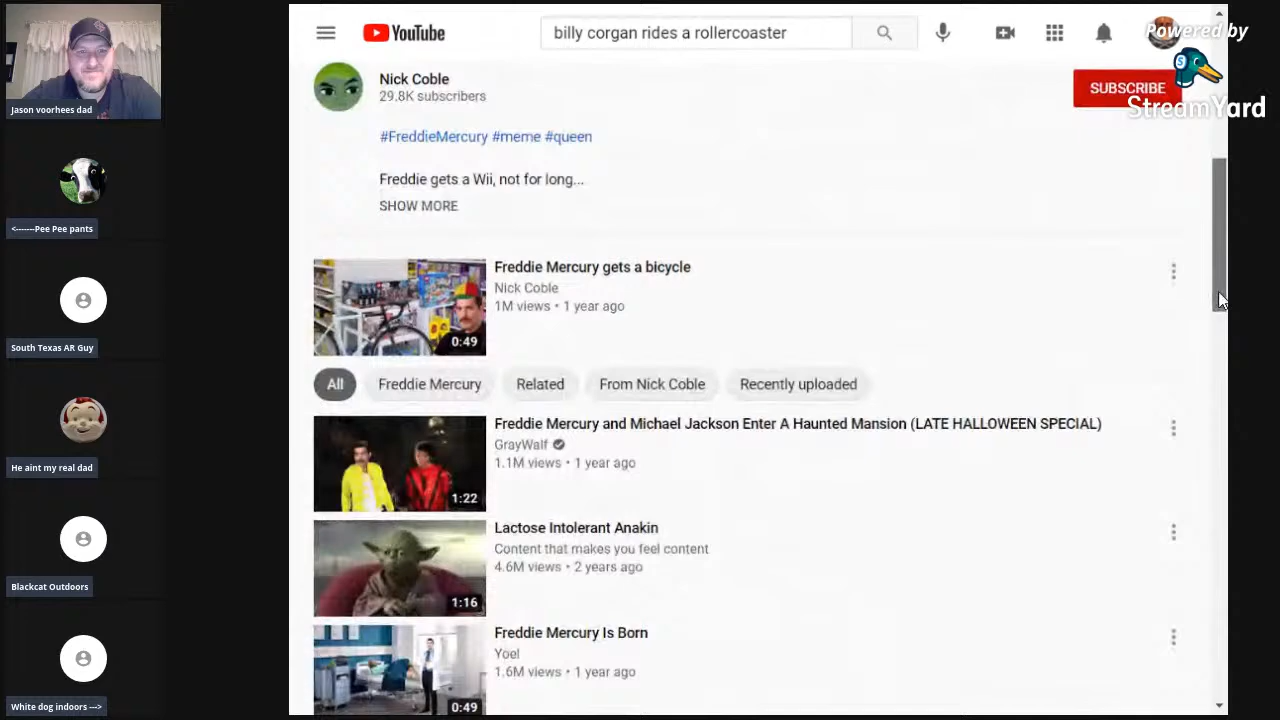 Jason voorhees dad
<-------Pee Pee pants
South Texas AR Guy
He aint my real dad
Blackcat Outdoors
White dog indoors --->
YouTube
billy corgan rides a rollercoaster
Powered by
StreamYard
Nick Coble
29.8K subscribers
SUBSCRIBE
#FreddieMercury #meme #queen
Freddie gets a Wii, not for long...
SHOW MORE
Freddie Mercury gets a bicycle
Nick Coble
1M views • 1 year ago
0:49
All
Freddie Mercury
Related
From Nick Coble
Recently uploaded
Freddie Mercury and Michael Jackson Enter A Haunted Mansion (LATE HALLOWEEN SPECIAL)
GrayWalf
1.1M views • 1 year ago
1:22
Lactose Intolerant Anakin
Content that makes you feel content
4.6M views • 2 years ago
1:16
Freddie Mercury Is Born
Yoel
1.6M views • 1 year ago
0:49